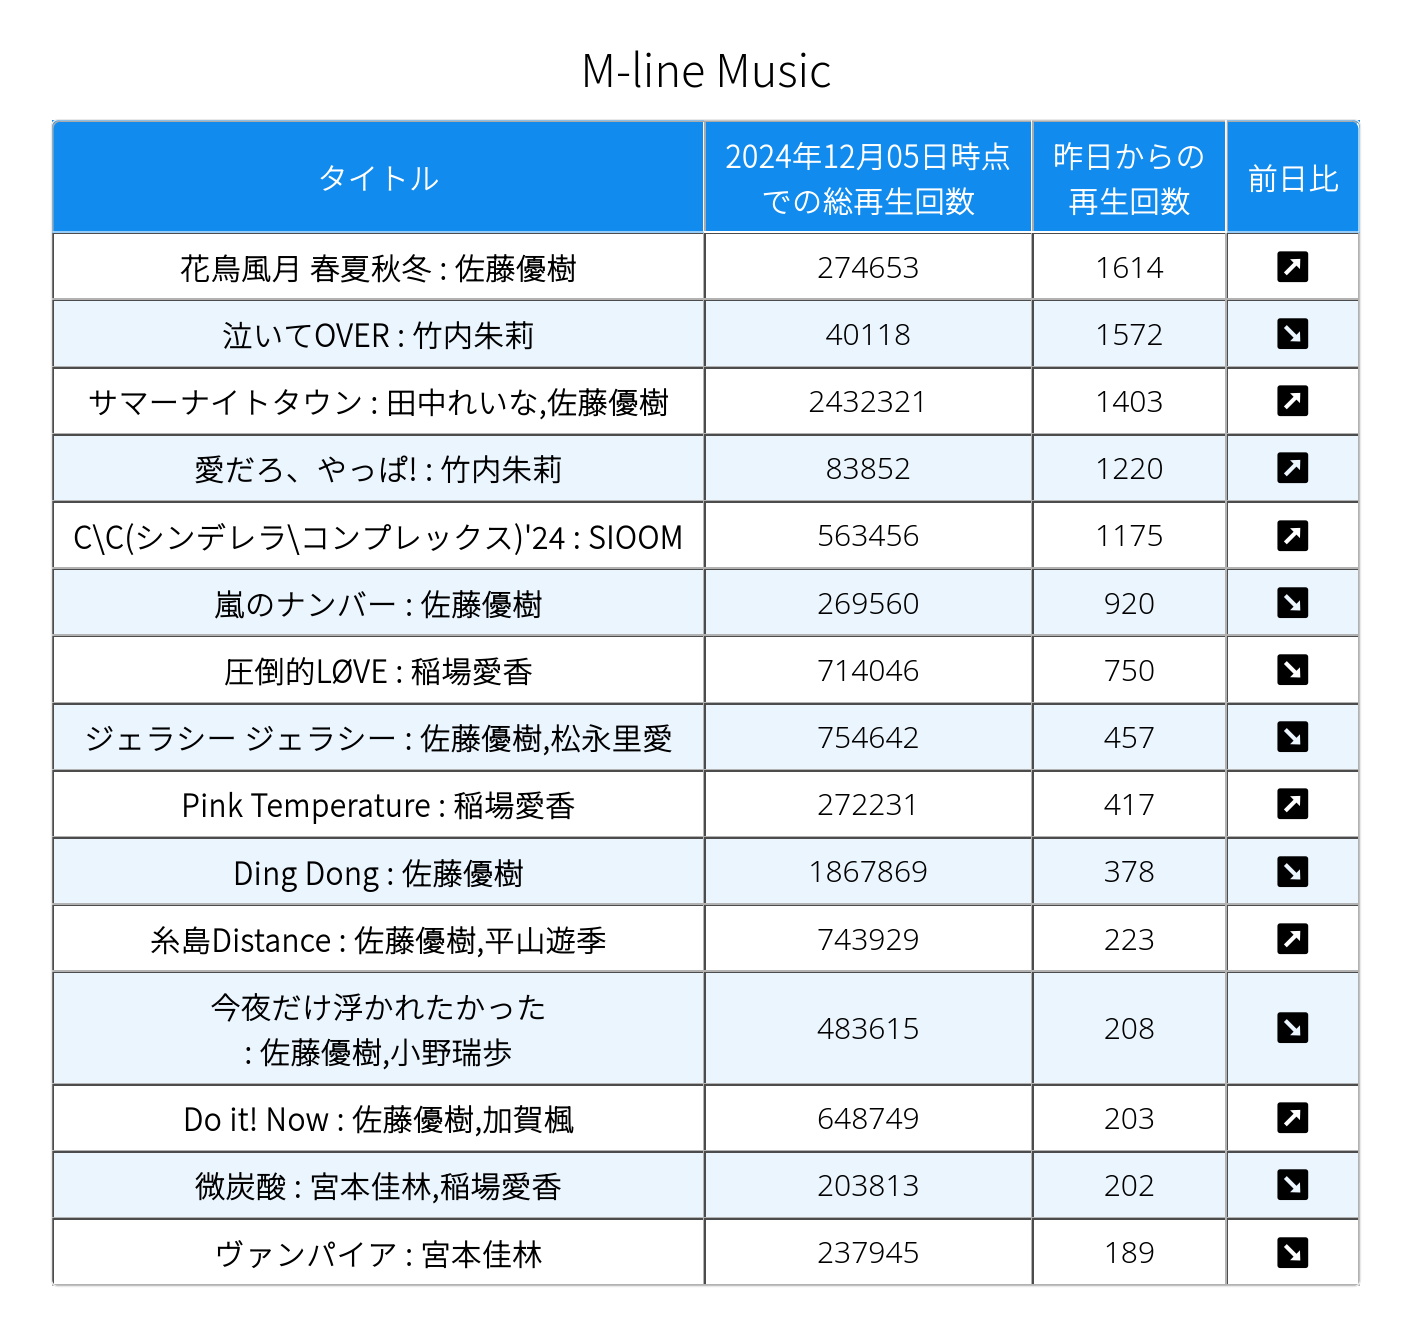 M-line Music
タイトル 2024年12月05日時点での総再生回数 昨日からの再生回数 前日比
花鳥風月 春夏秋冬 : 佐藤優樹 274653 1614 ↗
泣いてOVER : 竹内朱莉 40118 1572 ↘
サマーナイトタウン : 田中れいな,佐藤優樹 2432321 1403 ↗
愛だろ、やっぱ! : 竹内朱莉 83852 1220 ↗
C\C(シンデレラ\コンプレックス)'24 : SIOOM 563456 1175 ↗
嵐のナンバー : 佐藤優樹 269560 920 ↘
圧倒的LØVE : 稲場愛香 714046 750 ↘
ジェラシー ジェラシー : 佐藤優樹,松永里愛 754642 457 ↘
Pink Temperature : 稲場愛香 272231 417 ↗
Ding Dong : 佐藤優樹 1867869 378 ↘
糸島Distance : 佐藤優樹,平山遊季 743929 223 ↗
今夜だけ浮かれたかった : 佐藤優樹,小野瑞歩 483615 208 ↘
Do it! Now : 佐藤優樹,加賀楓 648749 203 ↗
微炭酸 : 宮本佳林,稲場愛香 203813 202 ↘
ヴァンパイア : 宮本佳林 237945 189 ↘